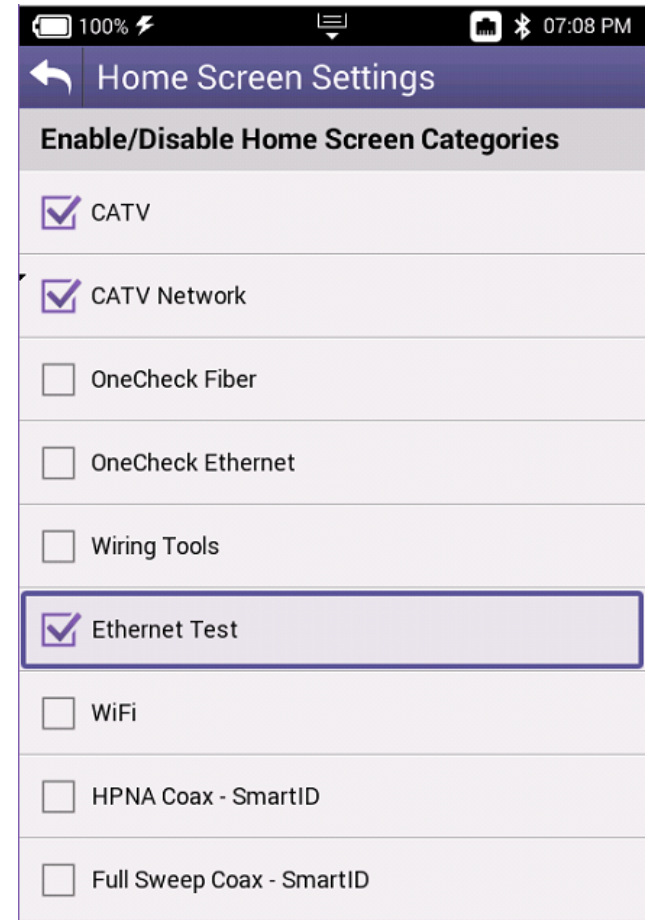 100% 07:08 PM
Home Screen Settings
Enable/Disable Home Screen Categories
CATV
CATV Network
OneCheck Fiber
OneCheck Ethernet
Wiring Tools
Ethernet Test
WiFi
HPNA Coax - SmartID
Full Sweep Coax - SmartID